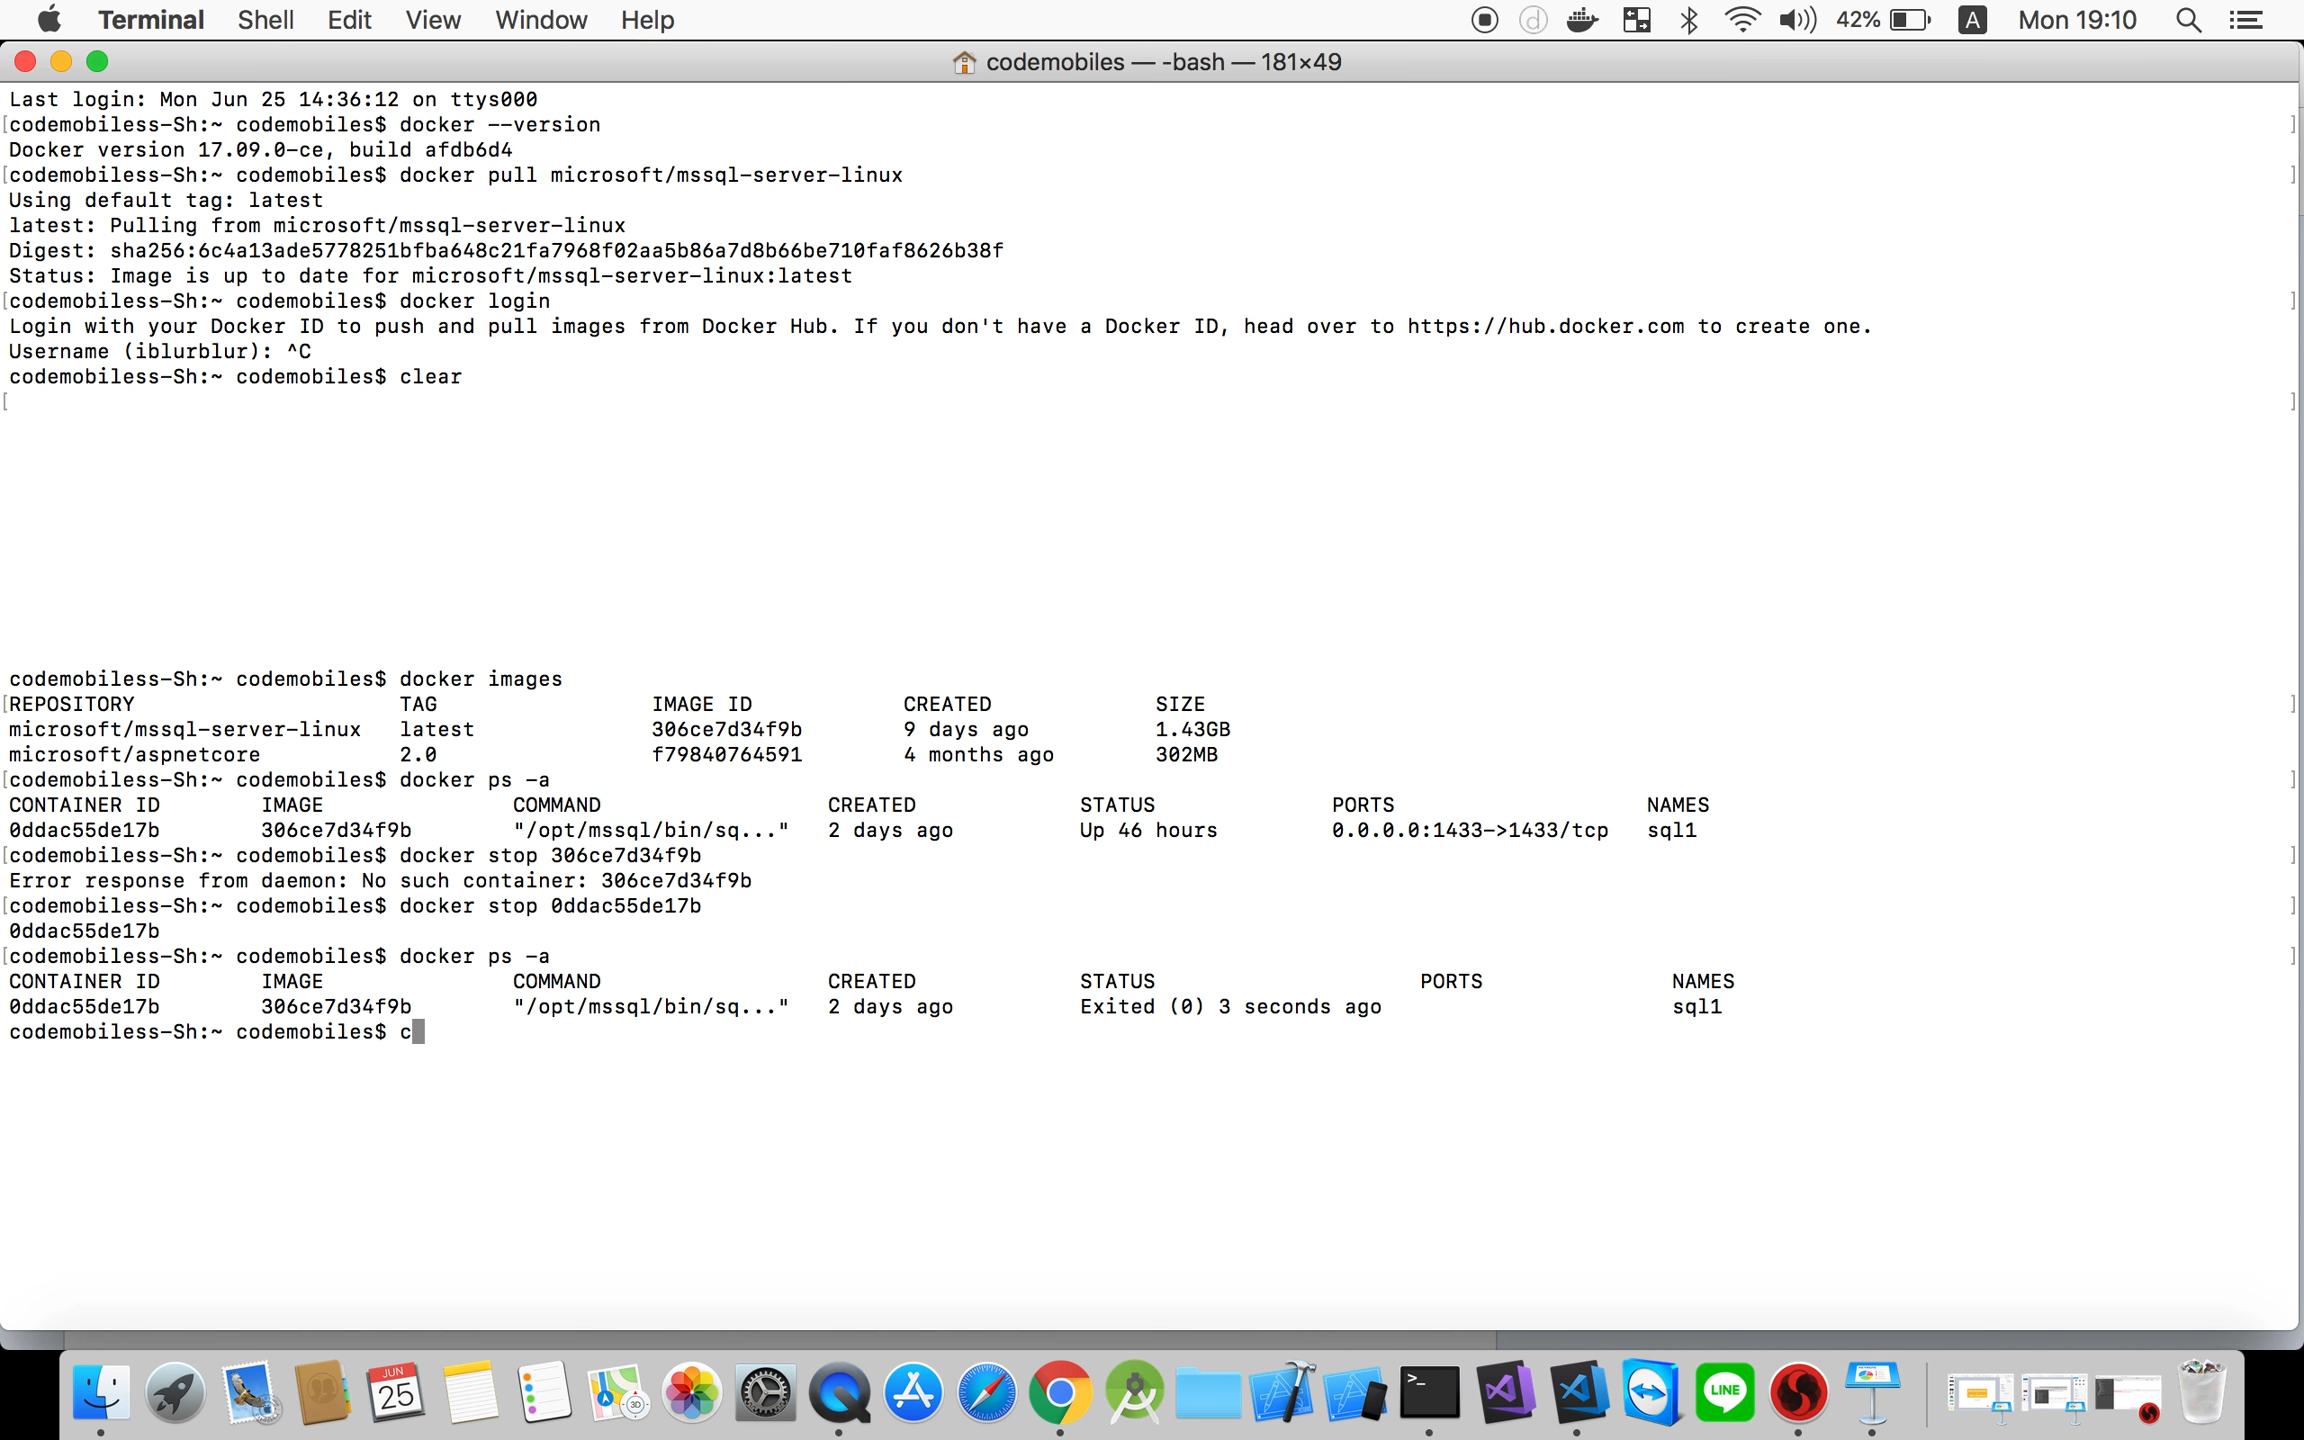 Terminal Shell Edit View Window Help 42% A Mon 19:10
codemobiles — -bash — 181×49
Last login: Mon Jun 25 14:36:12 on ttys000
[codemobiless-Sh:~ codemobiles$ docker --version ]
Docker version 17.09.0-ce, build afdb6d4
[codemobiless-Sh:~ codemobiles$ docker pull microsoft/mssql-server-linux ]
Using default tag: latest
latest: Pulling from microsoft/mssql-server-linux
Digest: sha256:6c4a13ade5778251bfba648c21fa7968f02aa5b86a7d8b66be710faf8626b38f
Status: Image is up to date for microsoft/mssql-server-linux:latest
[codemobiless-Sh:~ codemobiles$ docker login ]
Login with your Docker ID to push and pull images from Docker Hub. If you don't have a Docker ID, head over to https://hub.docker.com to create one.
Username (iblurblur): ^C
codemobiless-Sh:~ codemobiles$ clear
[ ]
codemobiless-Sh:~ codemobiles$ docker images
[REPOSITORY TAG IMAGE ID CREATED SIZE ]
microsoft/mssql-server-linux latest 306ce7d34f9b 9 days ago 1.43GB
microsoft/aspnetcore 2.0 f79840764591 4 months ago 302MB
[codemobiless-Sh:~ codemobiles$ docker ps -a ]
CONTAINER ID IMAGE COMMAND CREATED STATUS PORTS NAMES
0ddac55de17b 306ce7d34f9b "/opt/mssql/bin/sq..." 2 days ago Up 46 hours 0.0.0.0:1433->1433/tcp sql1
[codemobiless-Sh:~ codemobiles$ docker stop 306ce7d34f9b ]
Error response from daemon: No such container: 306ce7d34f9b
[codemobiless-Sh:~ codemobiles$ docker stop 0ddac55de17b ]
0ddac55de17b
[codemobiless-Sh:~ codemobiles$ docker ps -a ]
CONTAINER ID IMAGE COMMAND CREATED STATUS PORTS NAMES
0ddac55de17b 306ce7d34f9b "/opt/mssql/bin/sq..." 2 days ago Exited (0) 3 seconds ago sql1
codemobiless-Sh:~ codemobiles$ c
JUN
25
3D
>_
LINE